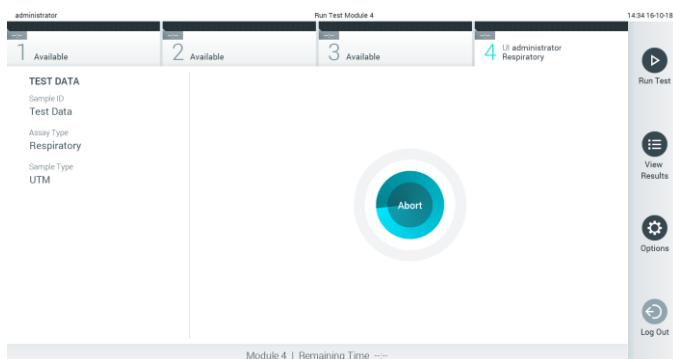 administrator
Run Test Module 4
14:34 16-10-18
--:--
1 Available
--:--
2 Available
--:--
3 Available
--:--
4 UI administrator
Respiratory
TEST DATA
Sample ID
Test Data
Assay Type
Respiratory
Sample Type
UTM
Abort
Run Test
View
Results
Options
Log Out
Module 4 | Remaining Time --:--